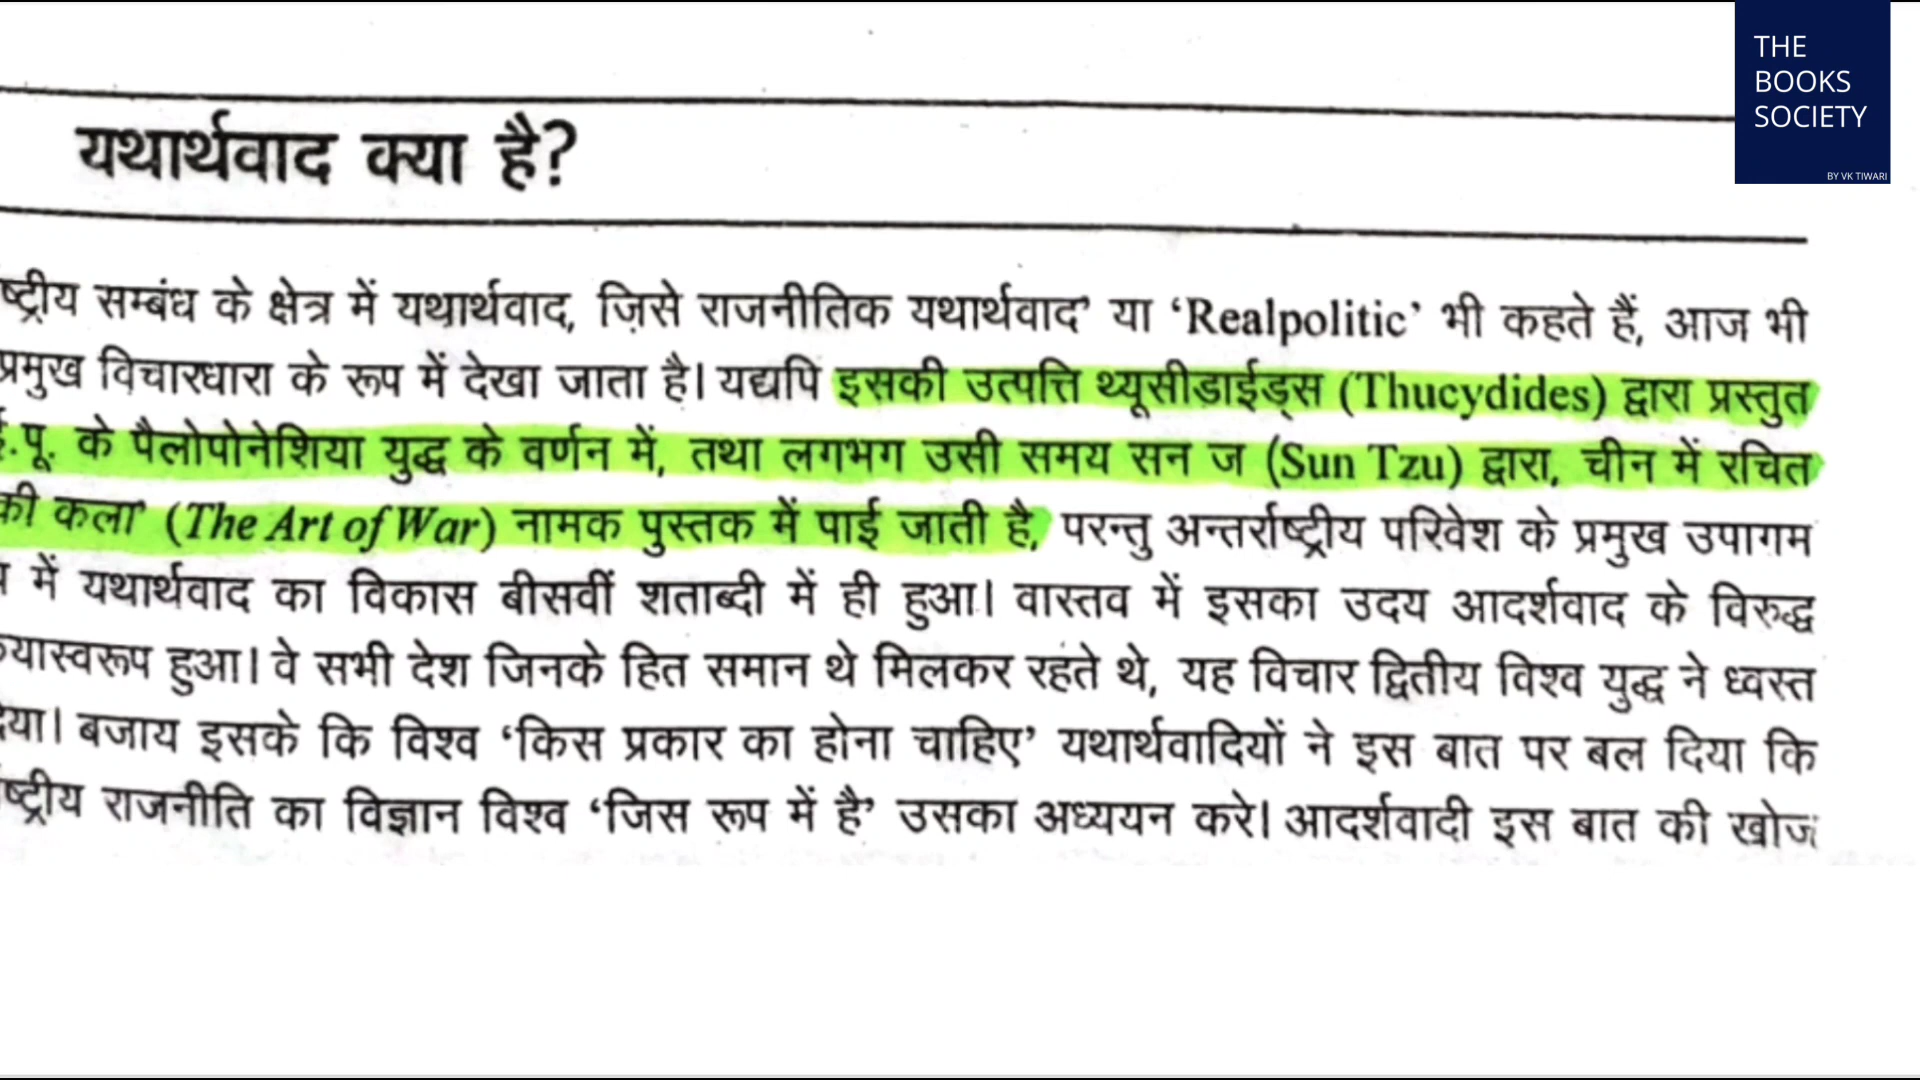 THE
BOOKS
SOCIETY
BY VK TIWARI
यथार्थवाद क्या है?
ष्ट्रीय सम्बंध के क्षेत्र में यथार्थवाद, ज़िसे राजनीतिक यथार्थवाद’ या ‘Realpolitic’ भी कहते हैं, आज भी
प्रमुख विचारधारा के रूप में देखा जाता है। यद्यपि इसकी उत्पत्ति थ्यूसीडाईड्स (Thucydides) द्वारा प्रस्तुत
.पू. के पैलोपोनेशिया युद्ध के वर्णन में, तथा लगभग उसी समय सन ज (Sun Tzu) द्वारा, चीन में रचित
की कला’ (The Art of War) नामक पुस्तक में पाई जाती है, परन्तु अन्तर्राष्ट्रीय परिवेश के प्रमुख उपागम
में यथार्थवाद का विकास बीसवीं शताब्दी में ही हुआ। वास्तव में इसका उदय आदर्शवाद के विरुद्ध
यास्वरूप हुआ। वे सभी देश जिनके हित समान थे मिलकर रहते थे, यह विचार द्वितीय विश्व युद्ध ने ध्वस्त
या। बजाय इसके कि विश्व ‘किस प्रकार का होना चाहिए’ यथार्थवादियों ने इस बात पर बल दिया कि
ष्ट्रीय राजनीति का विज्ञान विश्व ‘जिस रूप में है’ उसका अध्ययन करे। आदर्शवादी इस बात की खोज